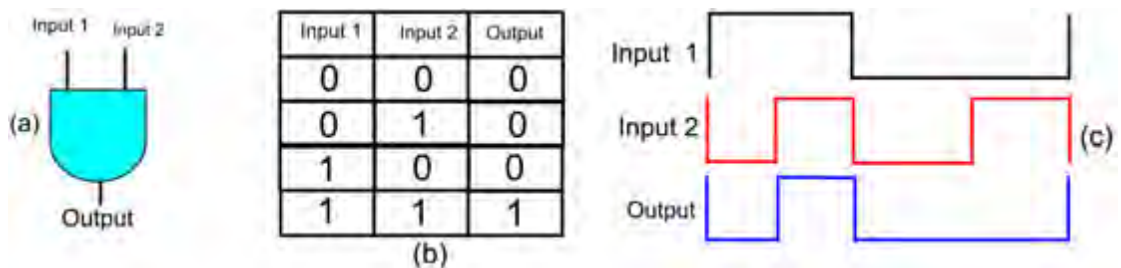 Input 1 Input 2
(a)
Output
Input 1 Input 2 Output
0 0 0
0 1 0
1 0 0
1 1 1
(b)
Input 1
Input 2
(c)
Output